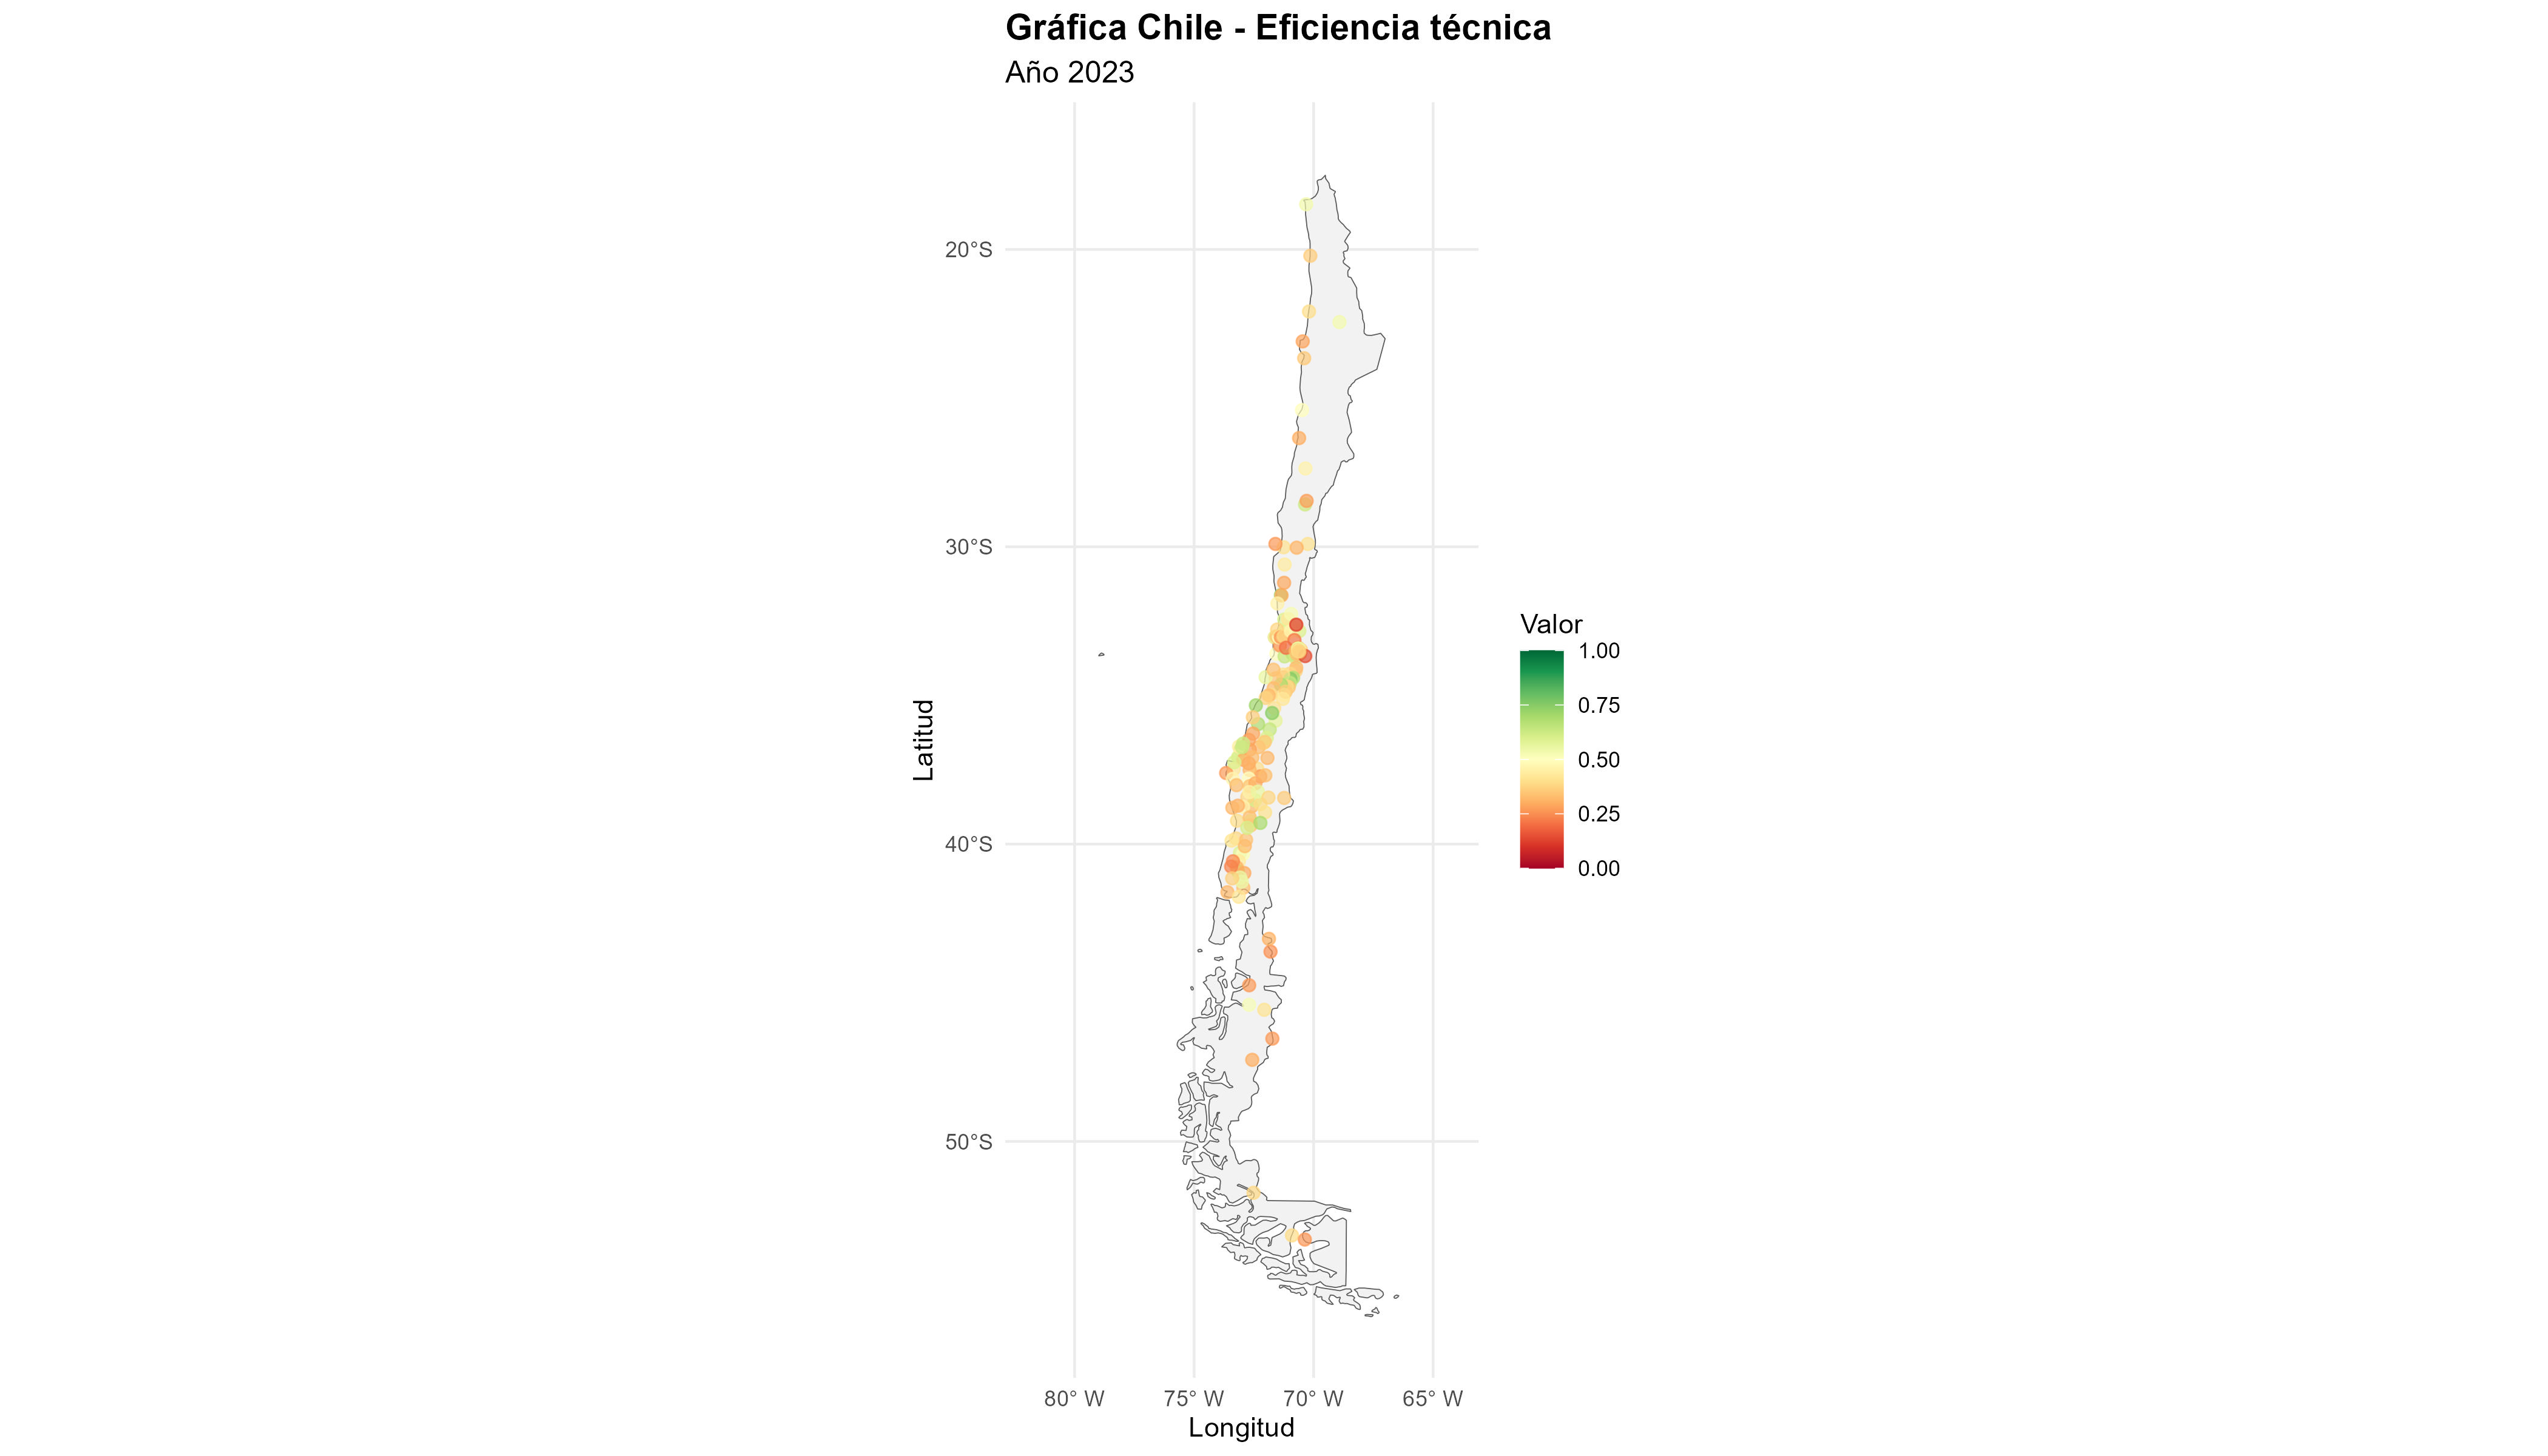 Gráfica Chile - Eficiencia técnica
Año 2023
20°S
30°S
40°S
50°S
Latitud
80° W
75° W
70° W
65° W
Longitud
Valor
1.00
0.75
0.50
0.25
0.00